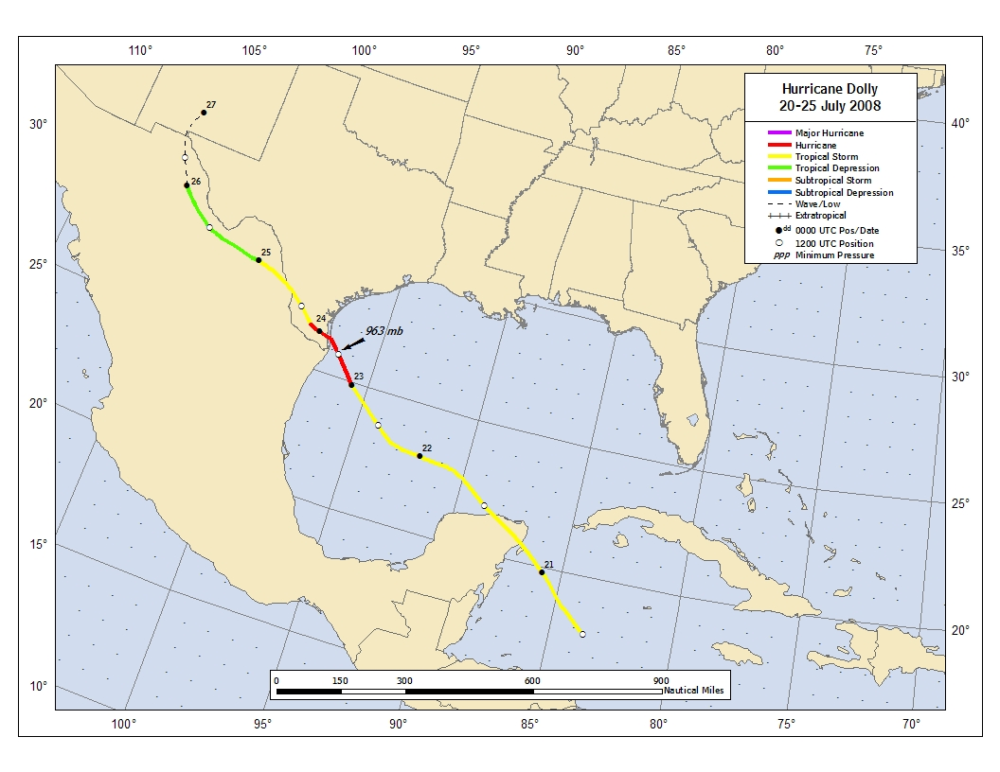 110° 105° 100° 95° 90° 85° 80° 75°
Hurricane Dolly
20-25 July 2008
Major Hurricane
Hurricane
Tropical Storm
Tropical Depression
Subtropical Storm
Subtropical Depression
Wave/Low
Extratropical
dd 0000 UTC Pos/Date
1200 UTC Position
ppp Minimum Pressure
27
30° 40°
26
25
25° 35°
24
963 mb
23
20° 30°
22
25°
15°
21
20°
10°
0 150 300 600 900
Nautical Miles
100° 95° 90° 85° 80° 75° 70°